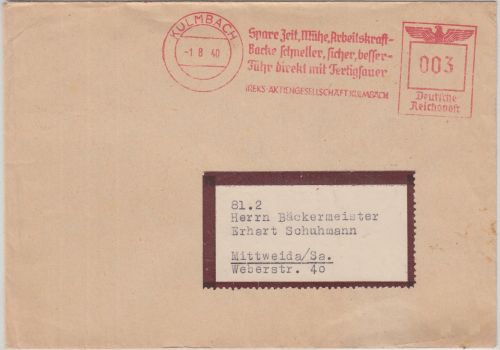 KULMBACH
-1 8 40
Spare Zeit, Mühe, Arbeitskraft-
Backe schneller, sicher, besser-
Führ direkt mit Fertigsauer
IREKS-AKTIENGESELLSCHAFT, KULMBACH
003
Deutsche
Reichspost
81.2
Herrn Bäckermeister
Erhart Schuhmann
Mittweida/Sa.
Weberstr. 40